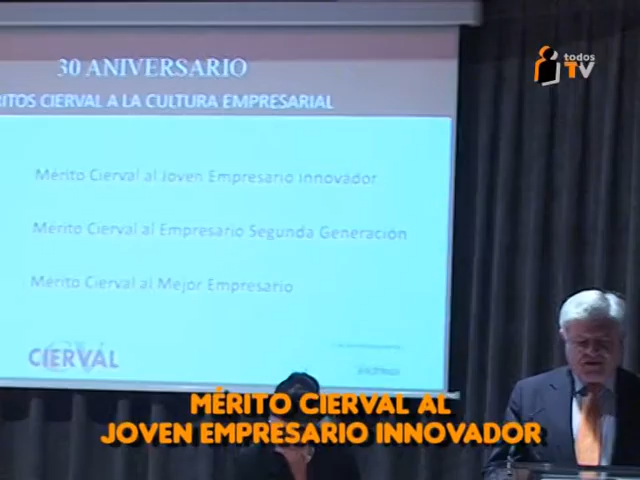 todos
TV
30 ANIVERSARIO
RITOS CIERVAL A LA CULTURA EMPRESARIAL
Mérito Cierval al Joven Empresario Innovador
Mérito Cierval al Empresario Segunda Generación
Mérito Cierval al Mejor Empresario
CIERVAL
MÉRITO CIERVAL AL
JOVEN EMPRESARIO INNOVADOR